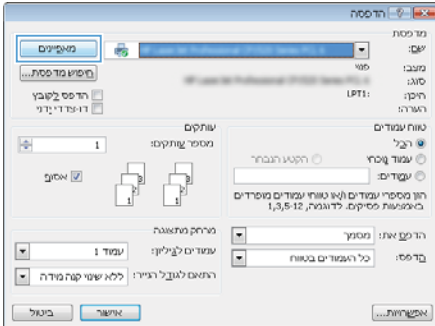 הדפסה
מדפסת
שם:
מאפיינים
מצב:
פנוי
סוג:
חיפוש מדפסת...
היכן:
LPT1:
הדפס לקובץ
הערה:
דו-צדדי ידני
טווח עמודים
הכל
עמוד נוכחי
הקטע הנבחר
עמודים:
הזן מספרי עמודים ו/או טווחי עמודים מופרדים
באמצעות פסיקים. לדוגמה, 1,3,5-12
עותקים
מספר עותקים:
1
אסוף
הדפס את:
מסמך
הדפס:
כל העמודים בטווח
מרחק מתצוגה
עמודים לגיליון:
עמוד 1
התאם לגודל הנייר:
ללא שינוי קנה מידה
אפשרויות...
אישור
ביטול